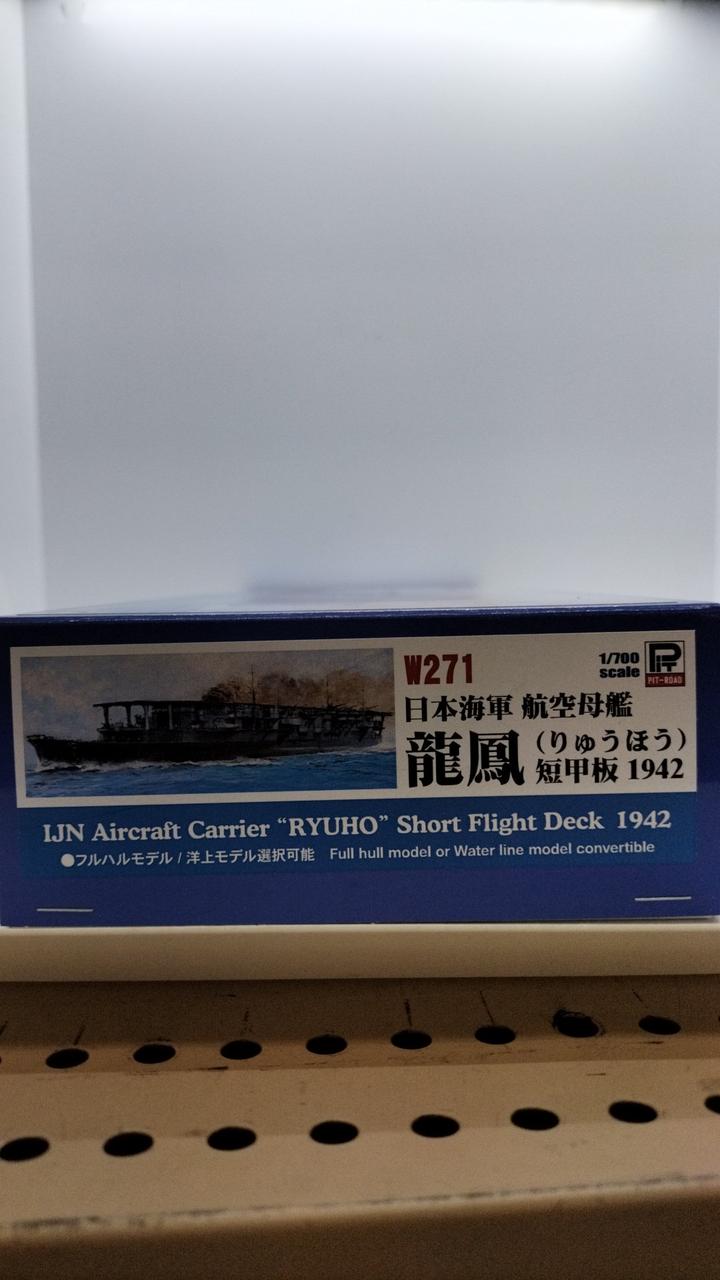 W271
1/700
scale
PIT
PIT-ROAD
日本海軍 航空母艦
龍鳳 (りゅうほう)
短甲板 1942
IJN Aircraft Carrier “RYUHO” Short Flight Deck 1942
●フルハルモデル / 洋上モデル選択可能 Full hull model or Water line model convertible